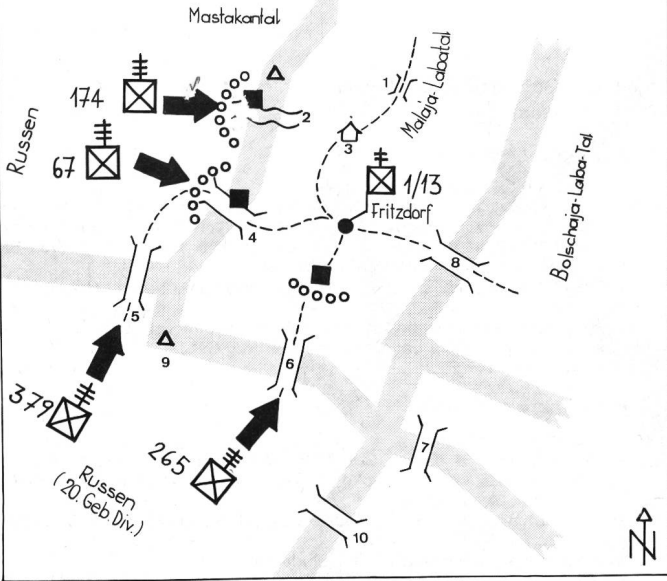 Mastakantal
174
1
Malaja-Labatal
2
Russen
3
67
1/13
Fritzdorf
Bolschaja-Laba-Tal
4
8
5
6
9
379
7
265
Russen
(20. Geb. Div.)
10
N